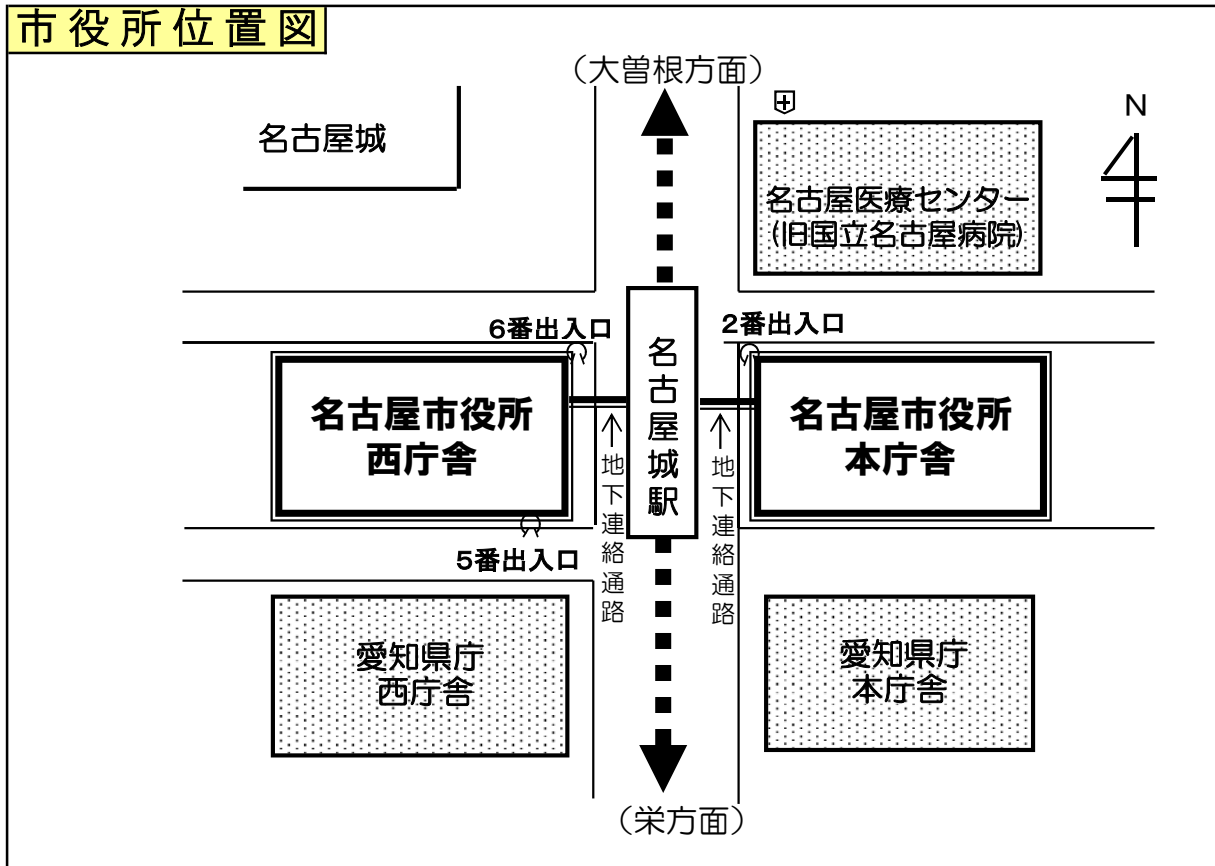 市役所位置図
(大曽根方面)
N
名古屋城
名古屋医療センター
(旧国立名古屋病院)
6番出入口
2番出入口
名古屋城駅
名古屋市役所
西庁舎
名古屋市役所
本庁舎
地下連絡通路
地下連絡通路
5番出入口
愛知県庁
西庁舎
愛知県庁
本庁舎
(栄方面)